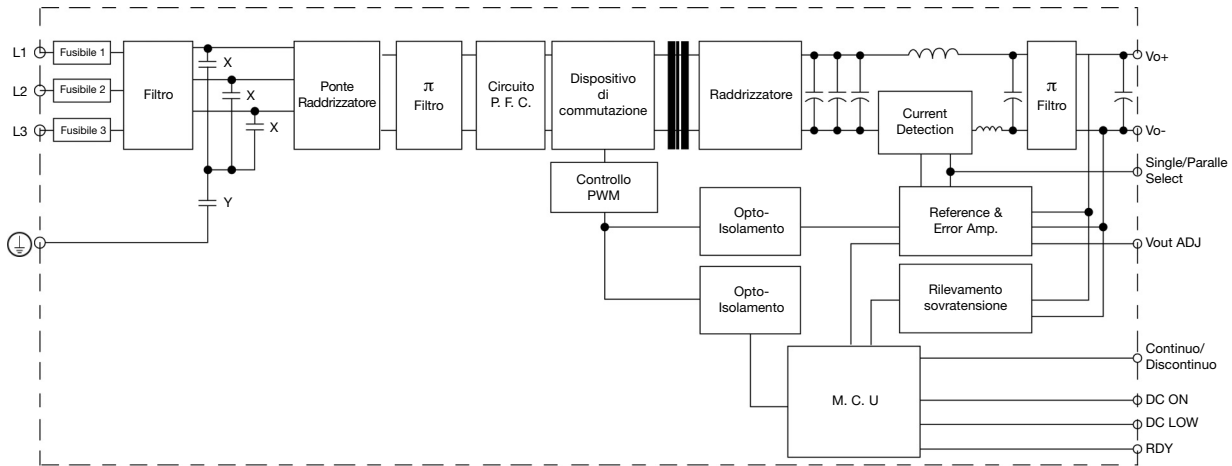 L1
Fusibile 1
L2
Fusibile 2
L3
Fusibile 3
Filtro
X
X
X
Y
Ponte
Raddrizzatore
π
Filtro
Circuito
P. F. C.
Dispositivo
di
commutazione
Raddrizzatore
Current
Detection
π
Filtro
Vo+
Vo-
Single/Paralle
Select
Controllo
PWM
Opto-
Isolamento
Reference &
Error Amp.
Vout ADJ
Opto-
Isolamento
Rilevamento
sovratensione
M. C. U
Continuo/
Discontinuo
DC ON
DC LOW
RDY